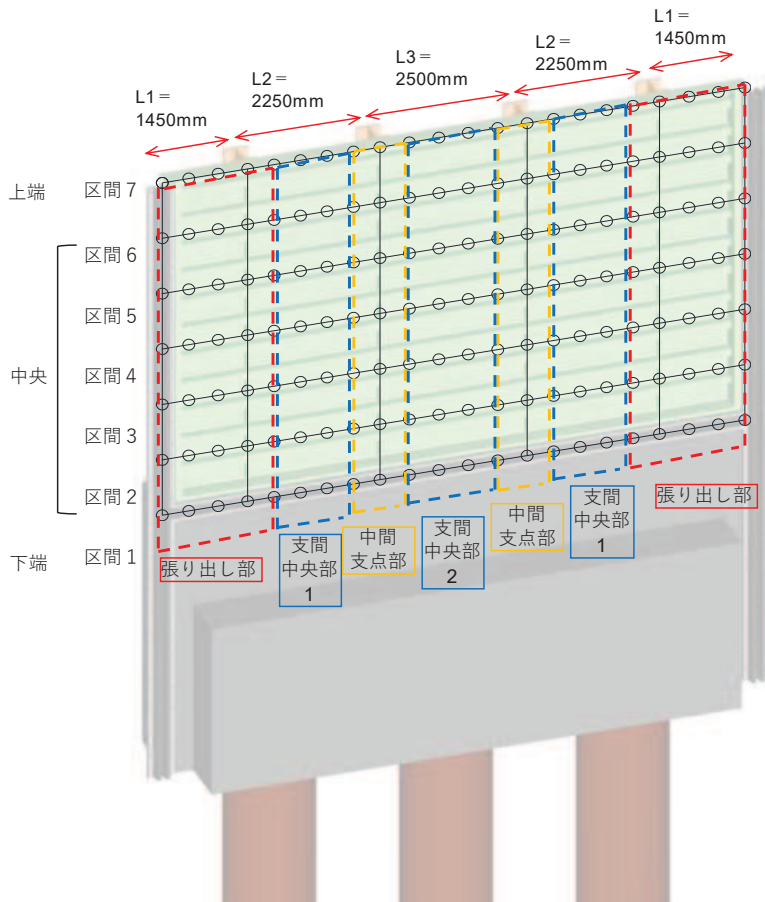 L1=
1450mm
L2=
2250mm
L3=
2500mm
L2=
2250mm
L1=
1450mm
上端
区間 7
区間 6
区間 5
中央
区間 4
区間 3
区間 2
下端
区間 1
張り出し部
支間
中央部
1
中間
支点部
支間
中央部
2
中間
支点部
支間
中央部
1
張り出し部